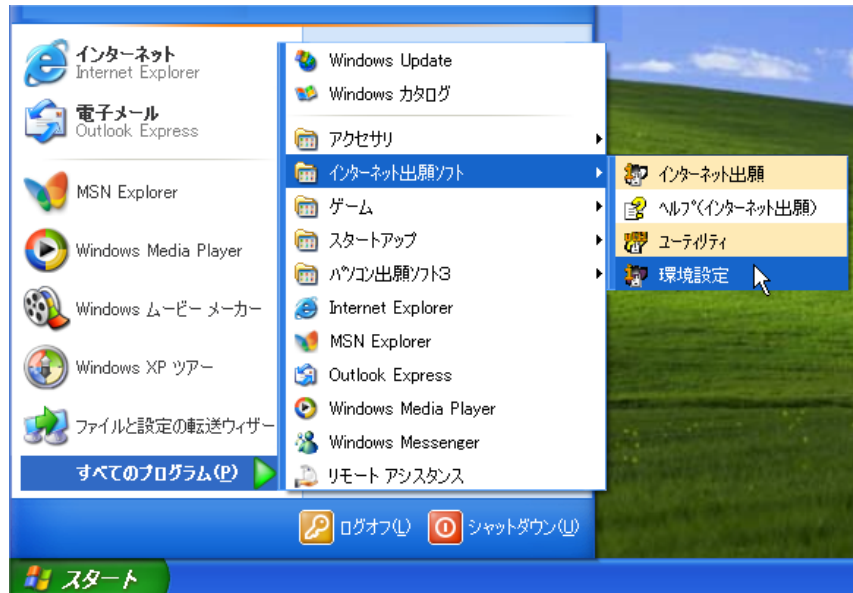 インターネット
Internet Explorer
電子メール
Outlook Express
MSN Explorer
Windows Media Player
Windows ムービー メーカー
Windows XP ツアー
ファイルと設定の転送ウィザー
すべてのプログラム(P)
Windows Update
Windows カタログ
アクセサリ
インターネット出願ソフト
ゲーム
スタートアップ
パソコン出願ソフト3
Internet Explorer
MSN Explorer
Outlook Express
Windows Media Player
Windows Messenger
リモート アシスタンス
インターネット出願
ヘルプ(インターネット出願)
ユーティリティ
環境設定
ログオフ(L)
シャットダウン(U)
スタート